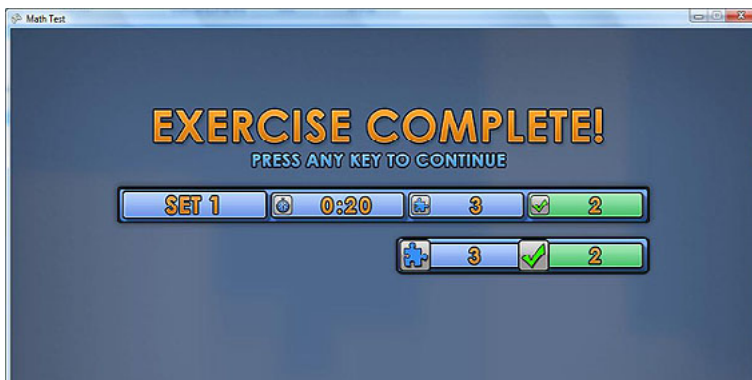 Math Test
EXERCISE COMPLETE!
PRESS ANY KEY TO CONTINUE
SET 1 0:20 3 2
3 2